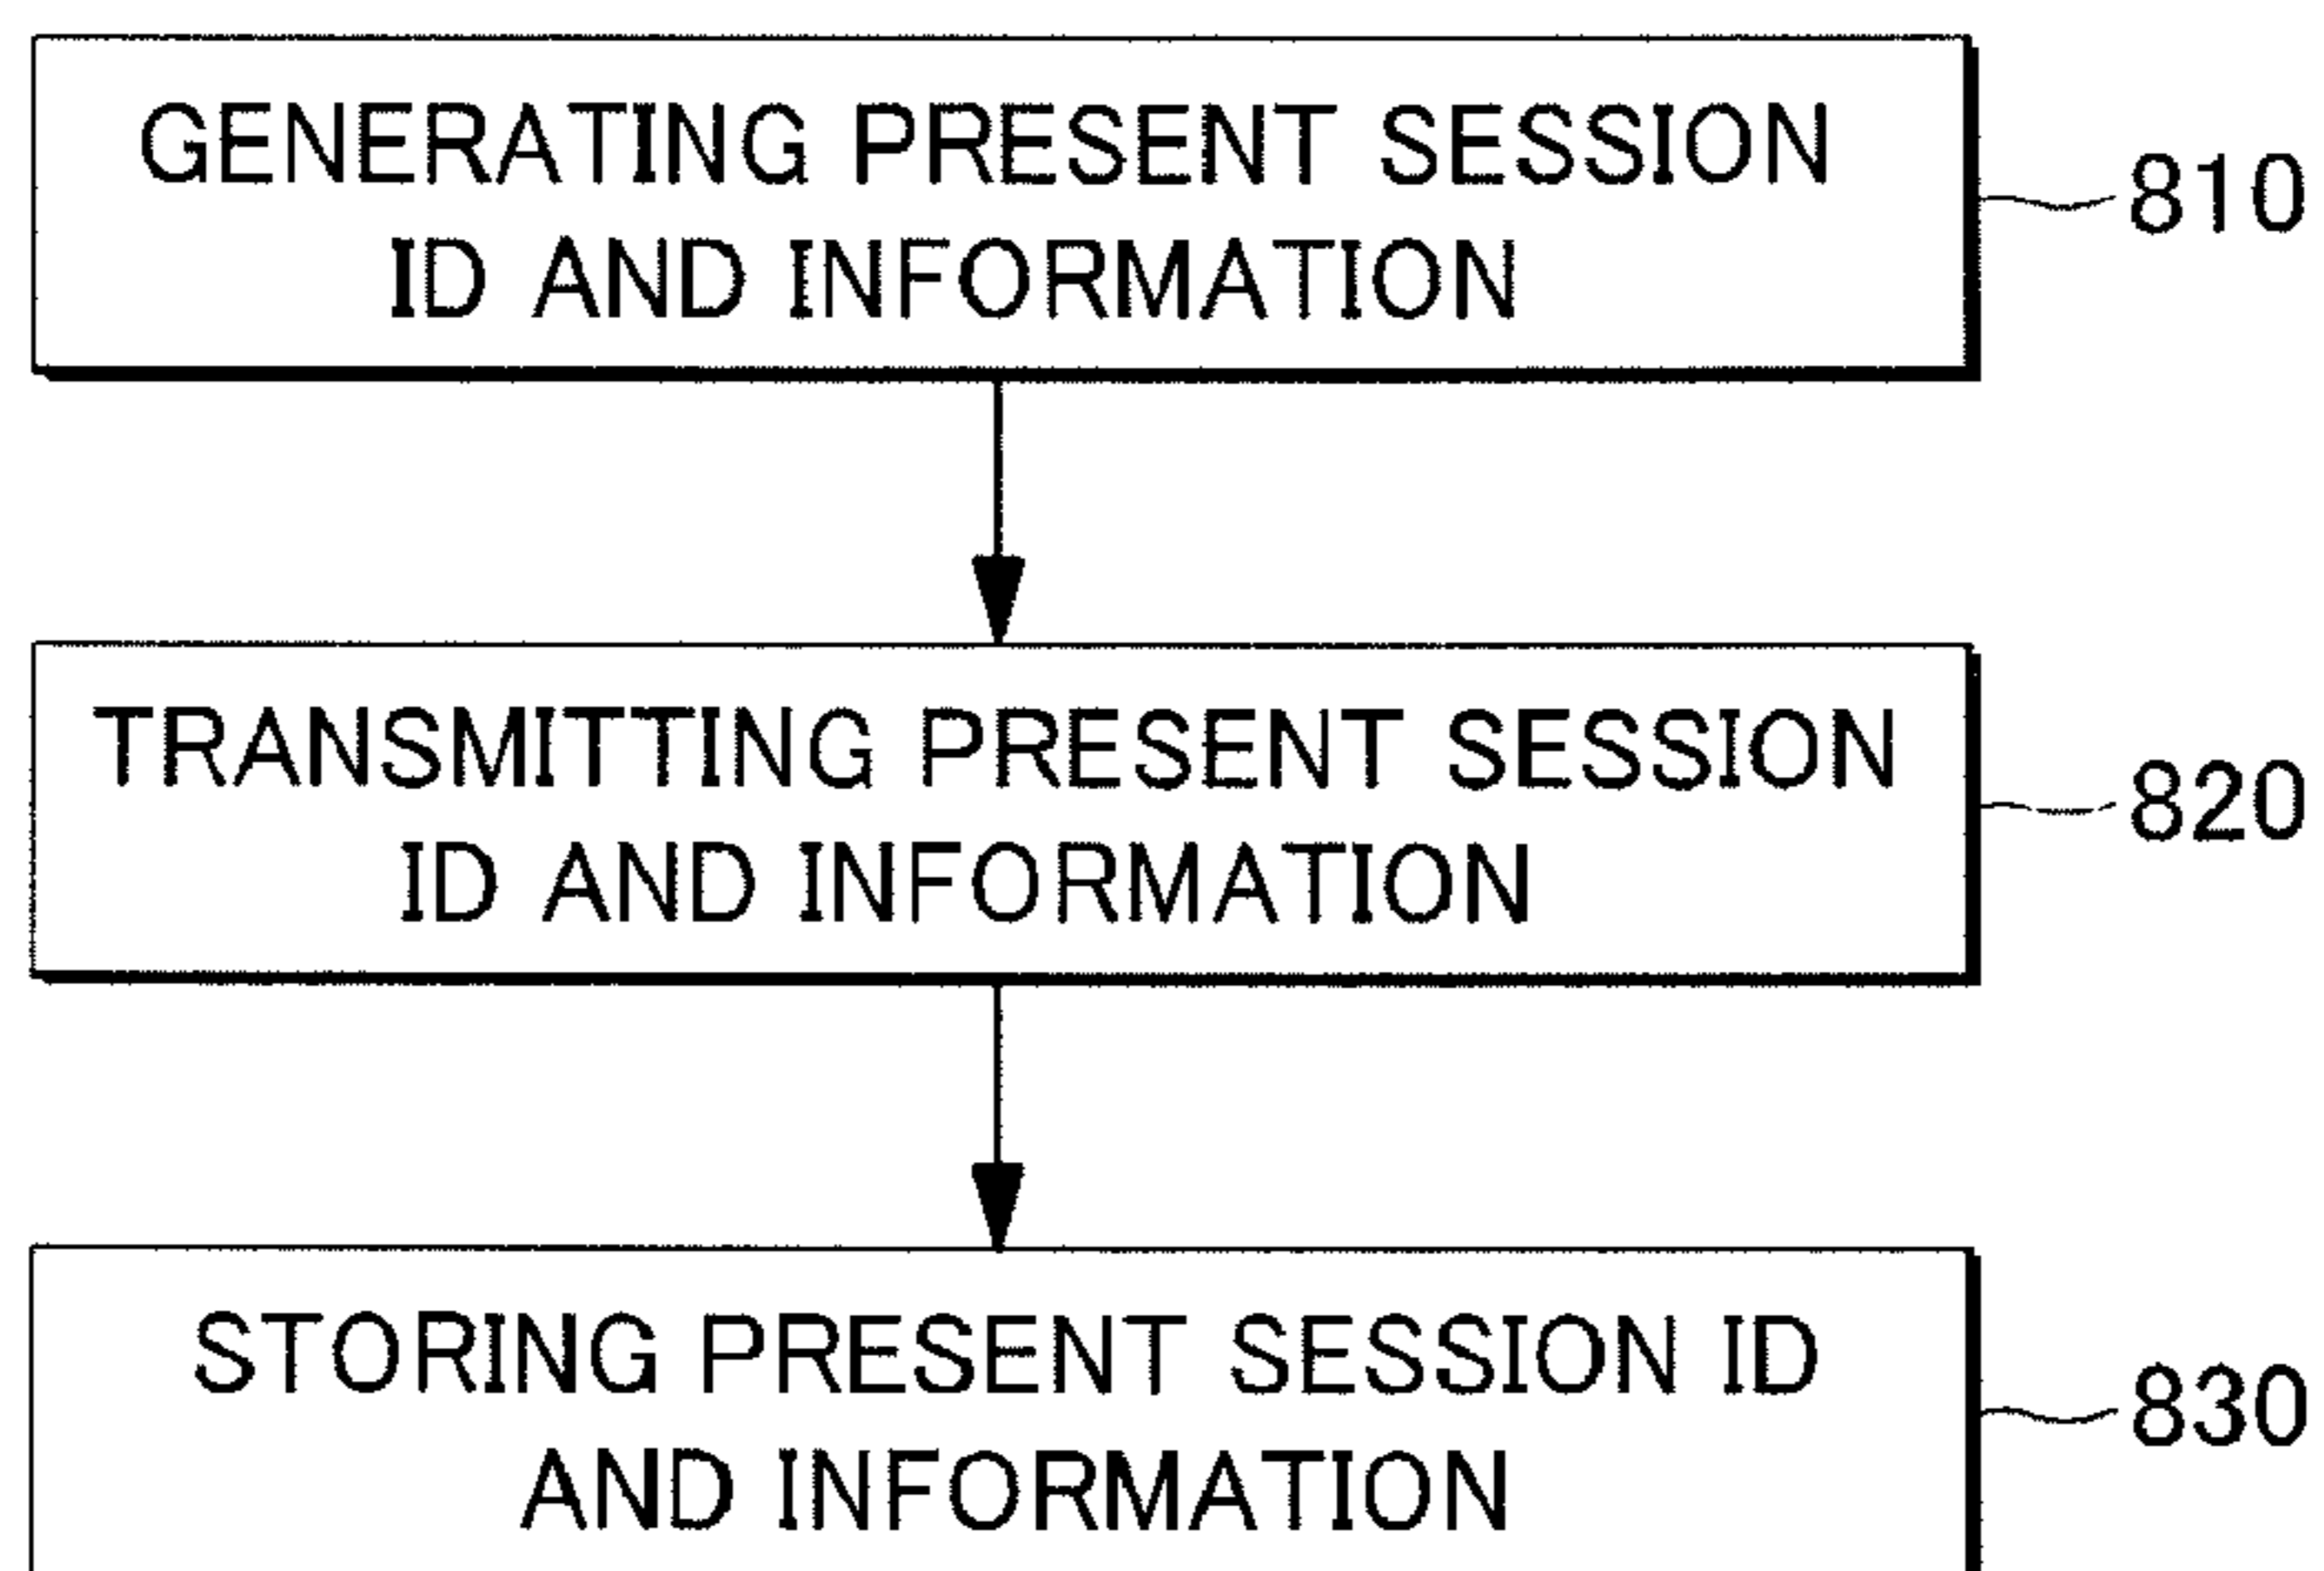 GENERATING PRESENT SESSION
ID AND INFORMATION
810
TRANSMITTING PRESENT SESSION
ID AND INFORMATION
820
STORING PRESENT SESSION ID
AND INFORMATION
830